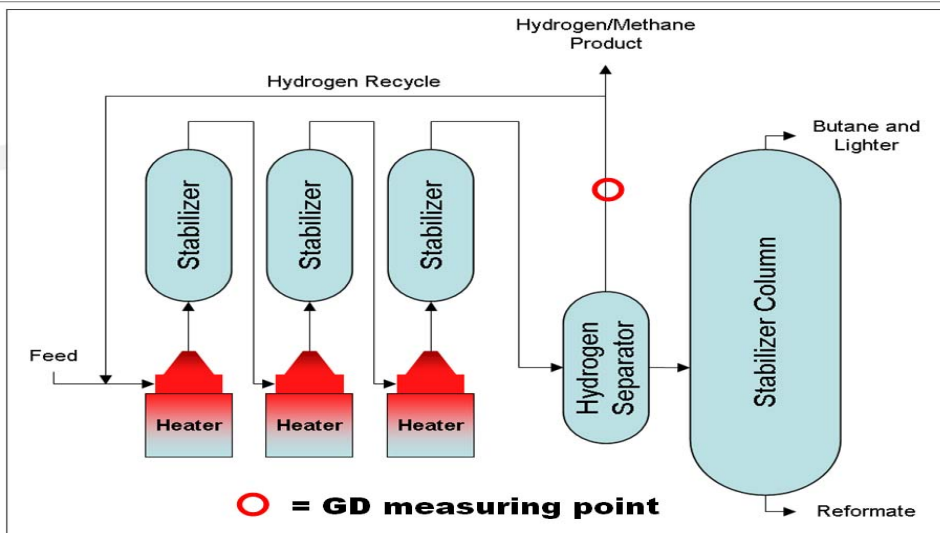 Hydrogen/Methane
Product
Hydrogen Recycle
Butane and
Lighter
Stabilizer
Stabilizer
Stabilizer
Stabilizer Column
Hydrogen
Separator
Feed
Heater
Heater
Heater
= GD measuring point
Reformate